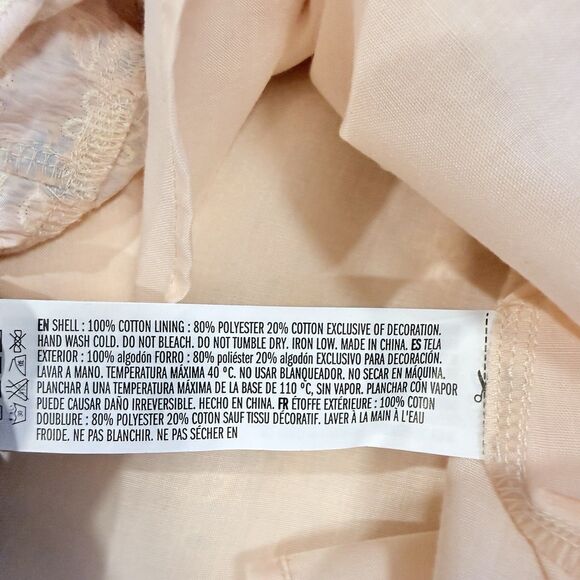 EN SHELL : 100% COTTON LINING : 80% POLYESTER 20% COTTON EXCLUSIVE OF DECORATION.
HAND WASH COLD. DO NOT BLEACH. DO NOT TUMBLE DRY. IRON LOW. MADE IN CHINA. ES TELA
EXTERIOR : 100% algodón FORRO : 80% poliéster 20% algodón EXCLUSIVO PARA DECORACIÓN.
LAVAR A MANO. TEMPERATURA MÁXIMA 40 °C. NO USAR BLANQUEADOR. NO SECAR EN MÁQUINA.
PLANCHAR A UNA TEMPERATURA MÁXIMA DE LA BASE DE 110 °C, SIN VAPOR. PLANCHAR CON VAPOR
PUEDE CAUSAR DAÑO IRREVERSIBLE. HECHO EN CHINA. FR ÉTOFFE EXTÉRIEURE : 100% COTON
DOUBLURE : 80% POLYESTER 20% COTON SAUF TISSU DÉCORATIF. LAVER À LA MAIN À L'EAU
FROIDE. NE PAS BLANCHIR. NE PAS SÉCHER EN